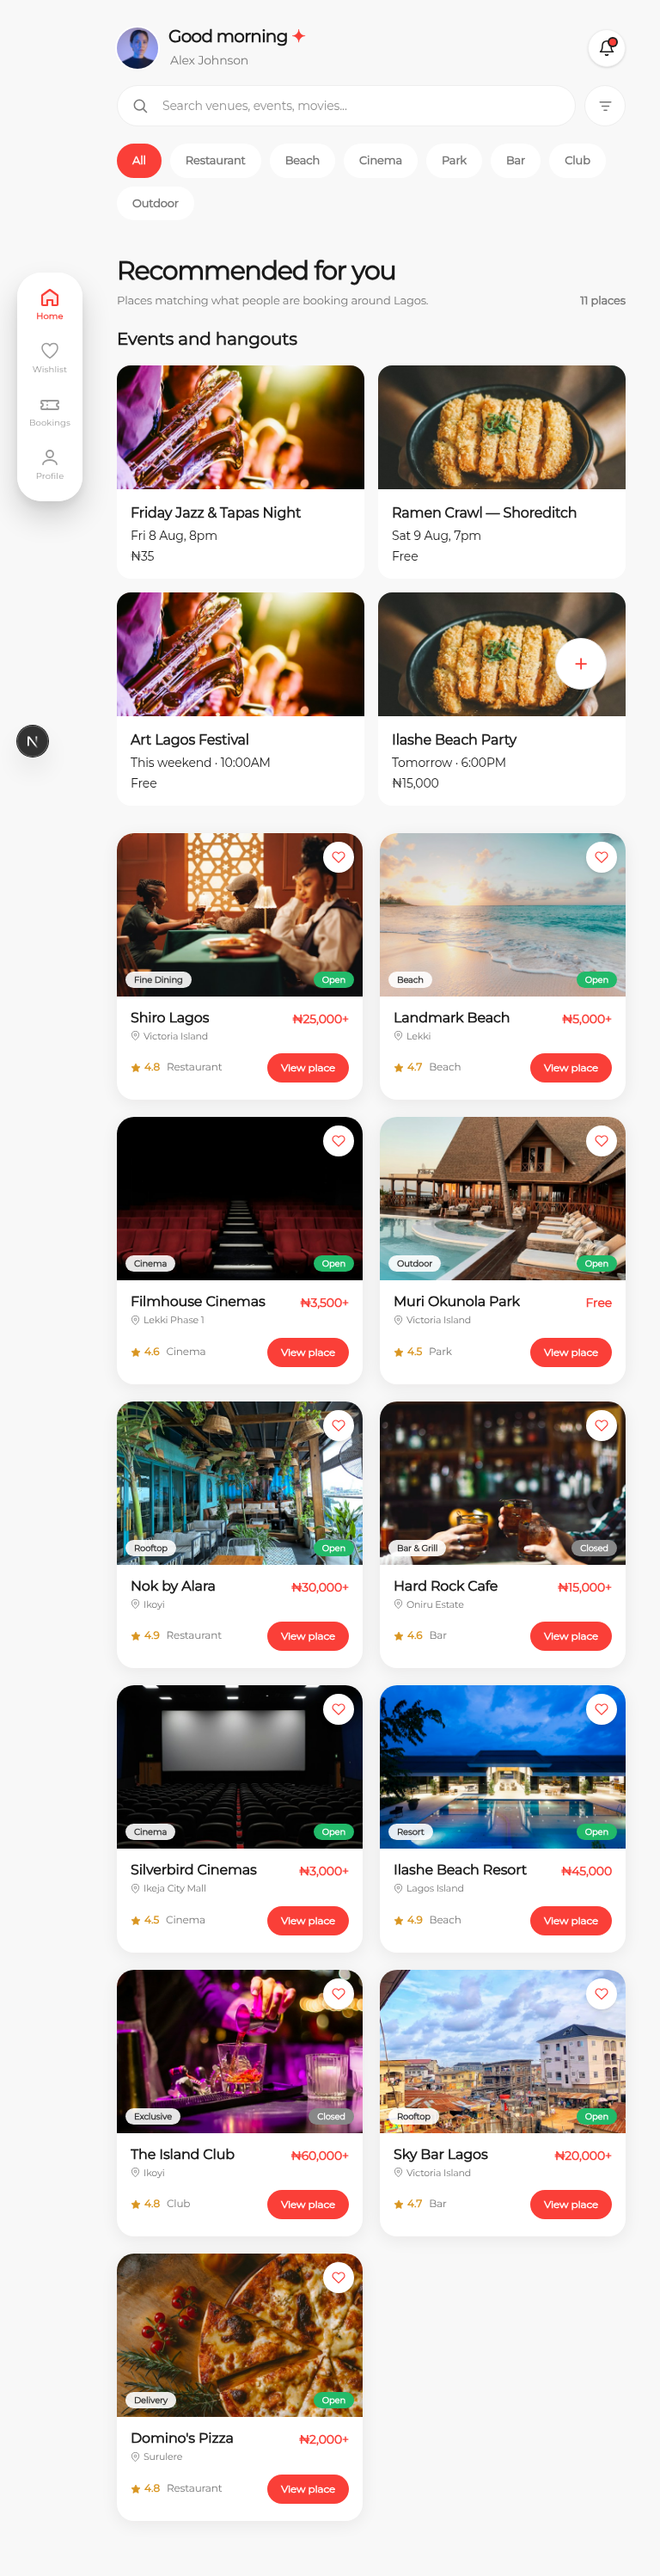 Good morning
Alex Johnson
Search venues, events, movies...
All
Restaurant
Beach
Cinema
Park
Bar
Club
Outdoor
Recommended for you
Places matching what people are booking around Lagos.
11 places
Home
Wishlist
Bookings
Profile
Events and hangouts
Friday Jazz & Tapas Night
Fri 8 Aug, 8pm
₦35
Ramen Crawl — Shoreditch
Sat 9 Aug, 7pm
Free
Art Lagos Festival
This weekend · 10:00AM
Free
Ilashe Beach Party
Tomorrow · 6:00PM
₦15,000
N
Fine Dining
Open
Shiro Lagos
₦25,000+
Victoria Island
4.8 Restaurant
View place
Beach
Open
Landmark Beach
₦5,000+
Lekki
4.7 Beach
View place
Cinema
Open
Filmhouse Cinemas
₦3,500+
Lekki Phase 1
4.6 Cinema
View place
Outdoor
Open
Muri Okunola Park
Free
Victoria Island
4.5 Park
View place
Rooftop
Open
Nok by Alara
₦30,000+
Ikoyi
4.9 Restaurant
View place
Bar & Grill
Closed
Hard Rock Cafe
₦15,000+
Oniru Estate
4.6 Bar
View place
Cinema
Open
Silverbird Cinemas
₦3,000+
Ikeja City Mall
4.5 Cinema
View place
Resort
Open
Ilashe Beach Resort
₦45,000
Lagos Island
4.9 Beach
View place
Exclusive
Closed
The Island Club
₦60,000+
Ikoyi
4.8 Club
View place
Rooftop
Open
Sky Bar Lagos
₦20,000+
Victoria Island
4.7 Bar
View place
Delivery
Open
Domino's Pizza
₦2,000+
Surulere
4.8 Restaurant
View place